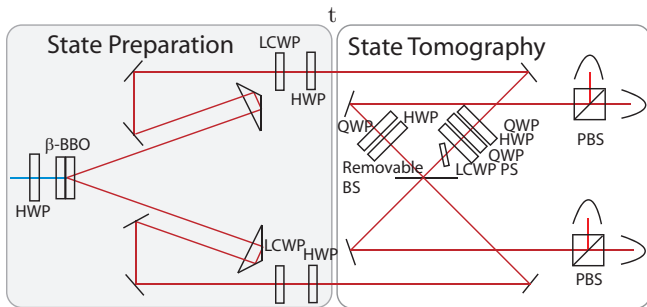 t
State Preparation
State Tomography
LCWP
HWP
β-BBO
HWP
QWP
HWP
Removable
BS
QWP
HWP
QWP
LCWP PS
PBS
LCWP
HWP
PBS